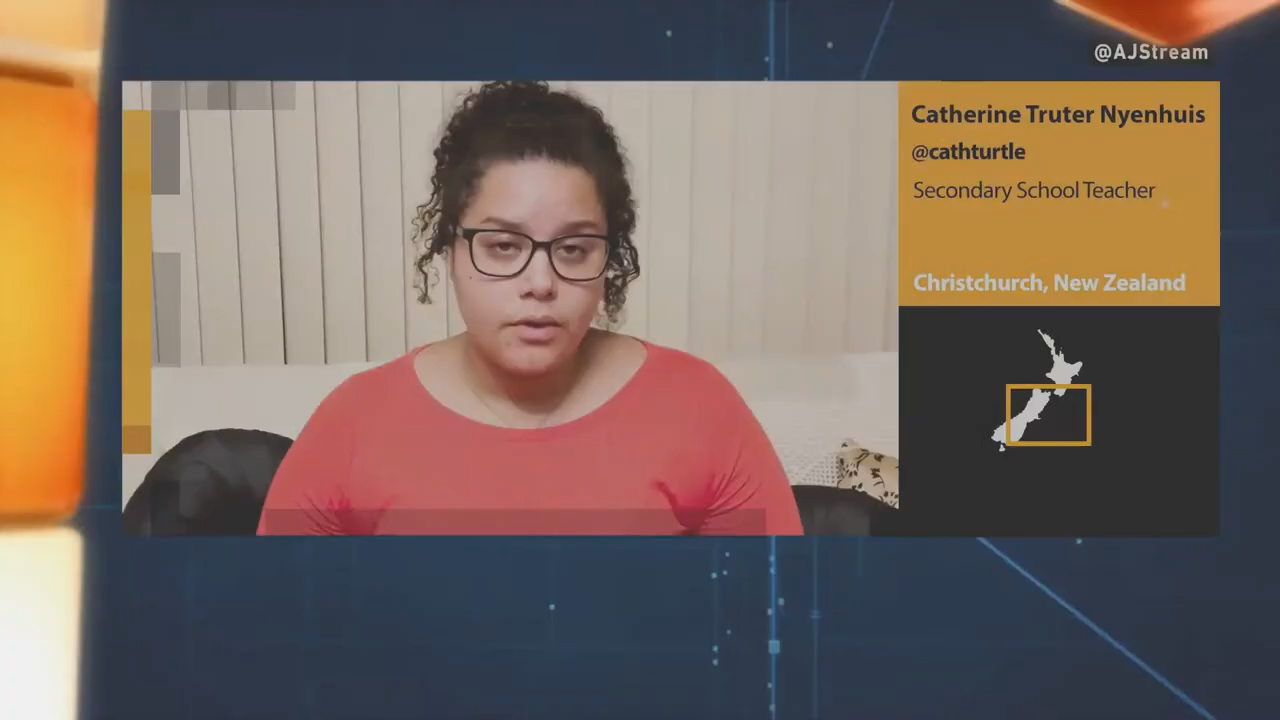 @AJStream
Catherine Truter Nyenhuis
@cathturtle
Secondary School Teacher
Christchurch, New Zealand